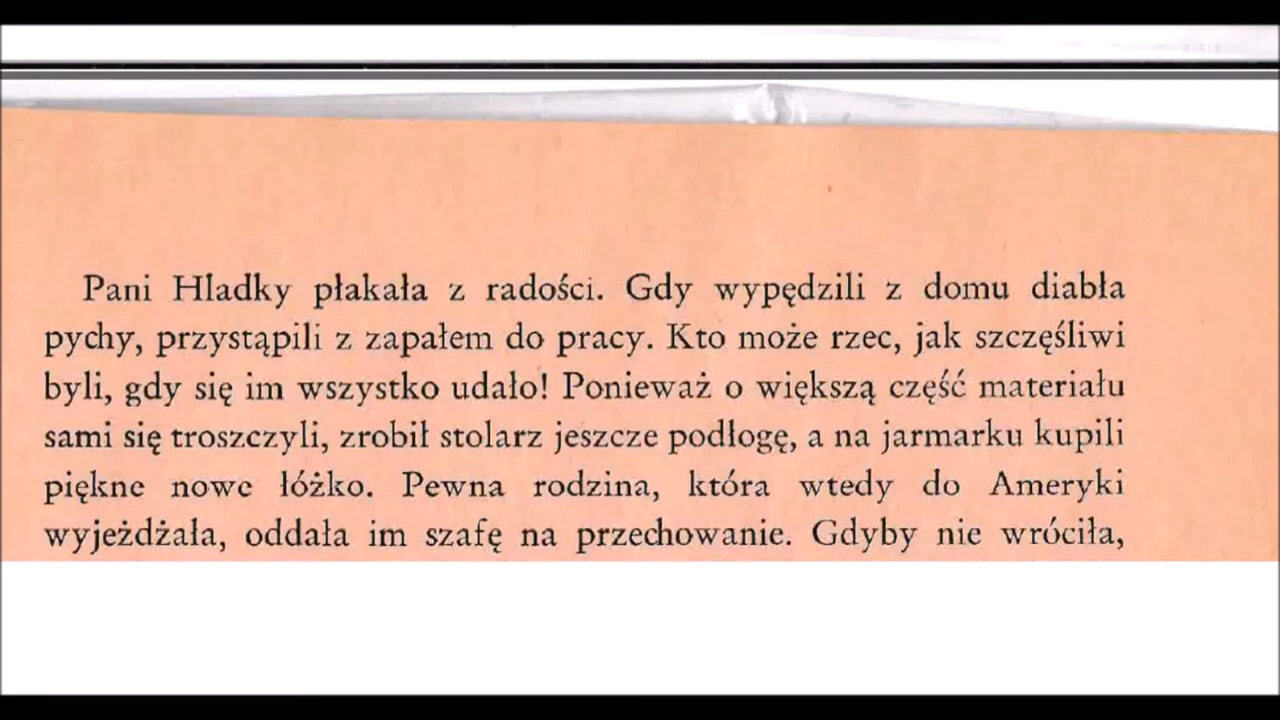 Pani Hladky płakała z radości. Gdy wypędzili z domu diabła
pychy, przystąpili z zapałem do pracy. Kto może rzec, jak szczęśliwi
byli, gdy się im wszystko udało! Ponieważ o większą część materiału
sami się troszczyli, zrobił stolarz jeszcze podłogę, a na jarmarku kupili
piękne nowe łóżko. Pewna rodzina, która wtedy do Ameryki
wyjeżdżała, oddała im szafę na przechowanie. Gdyby nie wróciła,